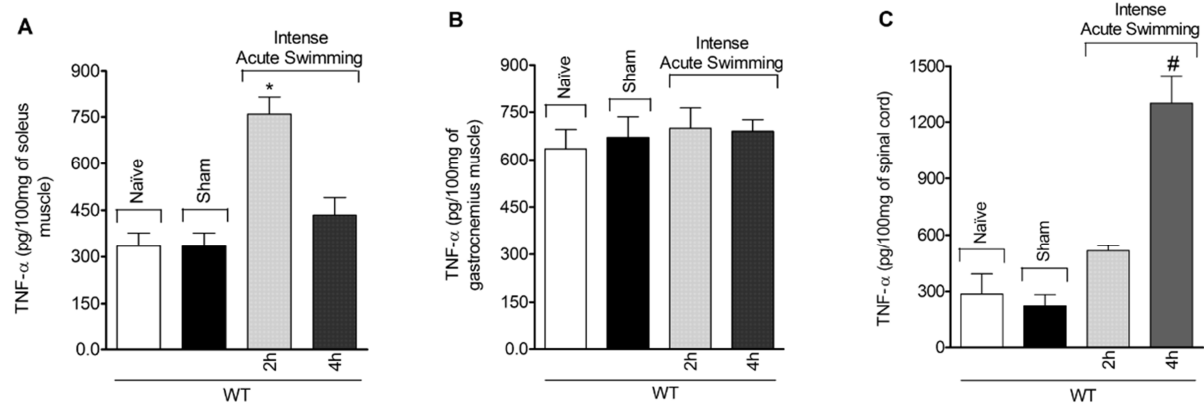 A
Intense
Acute Swimming
TNF-α (pg/100mg of soleus
muscle)
900
750
600
450
300
150
0.0
Naïve
Sham
*
2h
4h
WT
B
Intense
Acute Swimming
TNF-α (pg/100mg of
gastrocnemius muscle)
900
750
600
450
300
150
0.0
Naïve
Sham
2h
4h
WT
C
Intense
Acute Swimming
TNF-α (pg/100mg of spinal cord)
1500
1200
900
600
300
0
Naïve
Sham
#
2h
4h
WT